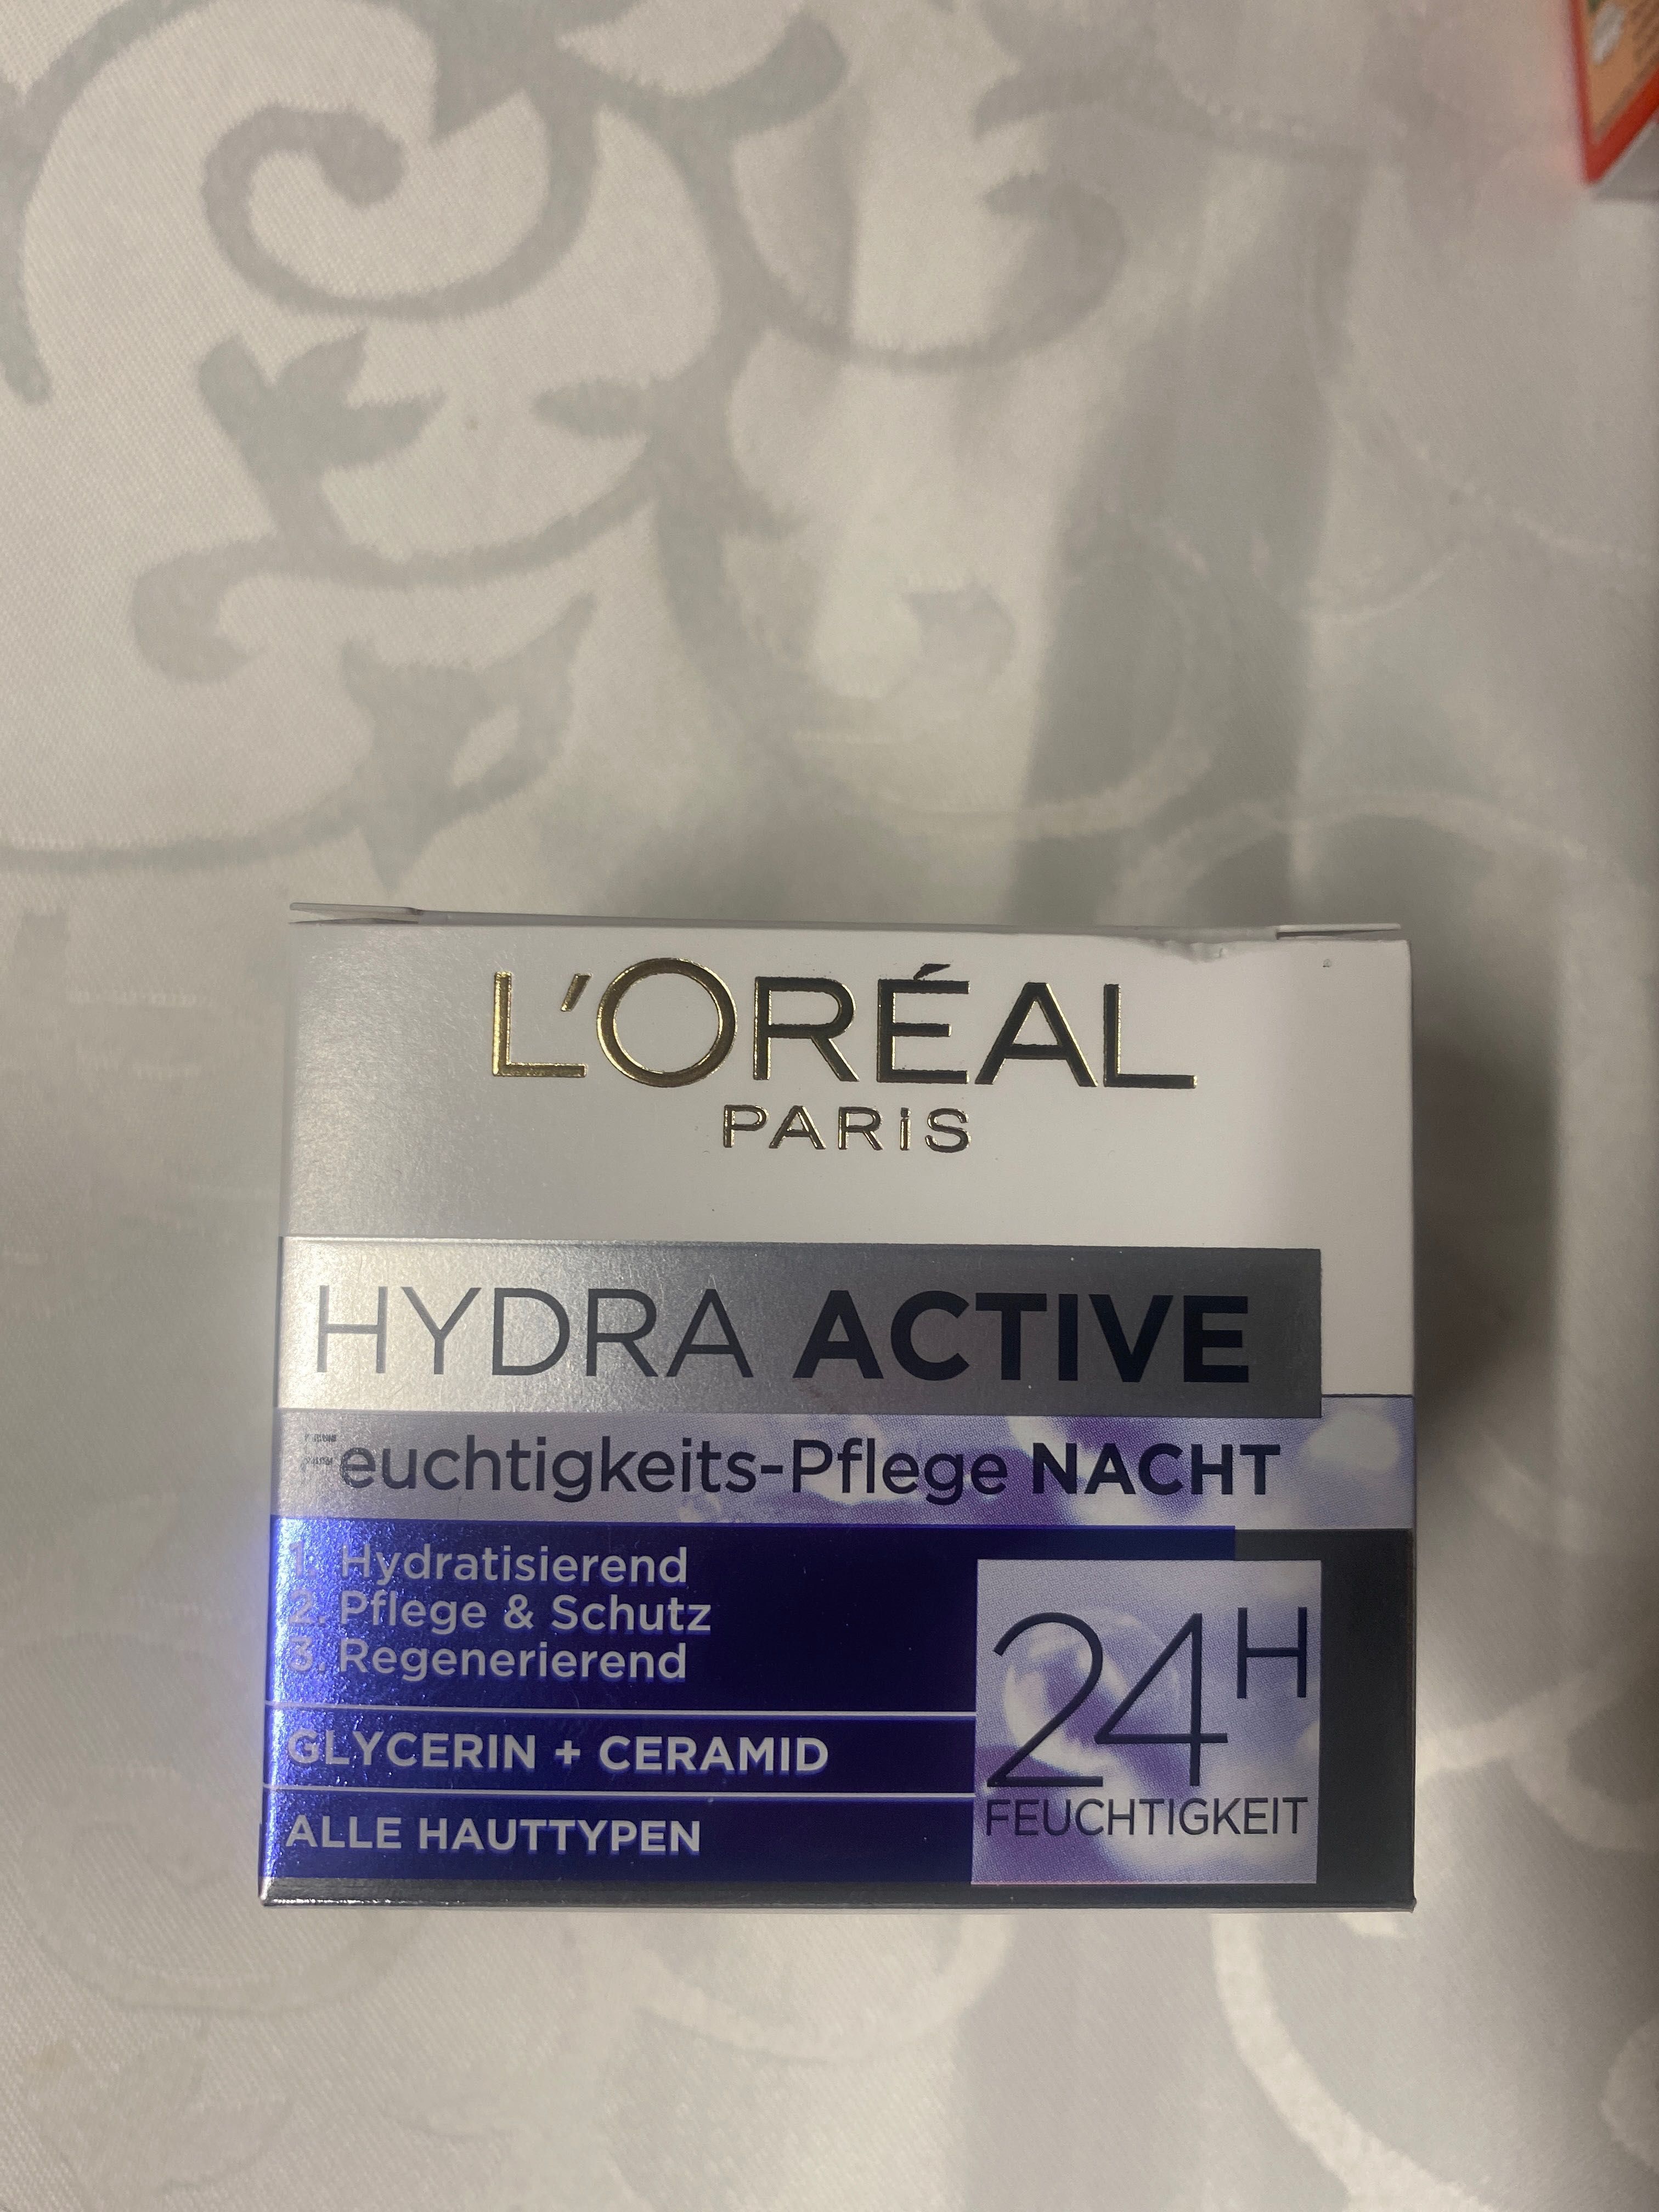 L'ORÉAL
PARiS
HYDRA ACTIVE
Feuchtigkeits-Pflege NACHT
1. Hydratisierend
2. Pflege & Schutz
3. Regenerierend
GLYCERIN + CERAMID
ALLE HAUTTYPEN
24H
FEUCHTIGKEIT